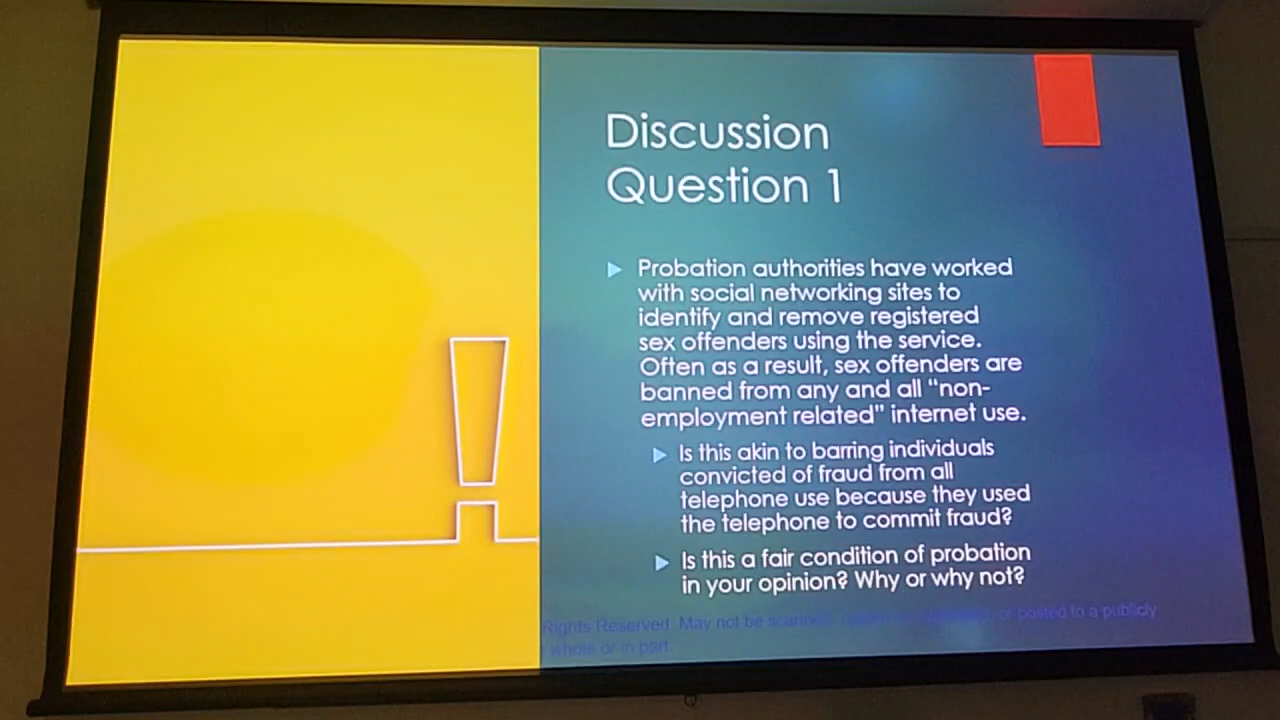 Discussion
Question 1
Probation authorities have worked
with social networking sites to
identify and remove registered
sex offenders using the service.
Often as a result, sex offenders are
banned from any and all “non-
employment related” internet use.
Is this akin to barring individuals
convicted of fraud from all
telephone use because they used
the telephone to commit fraud?
Is this a fair condition of probation
in your opinion? Why or why not?
Rights Reserved. May not be scanned, or posted to a publicly
whole or in part.